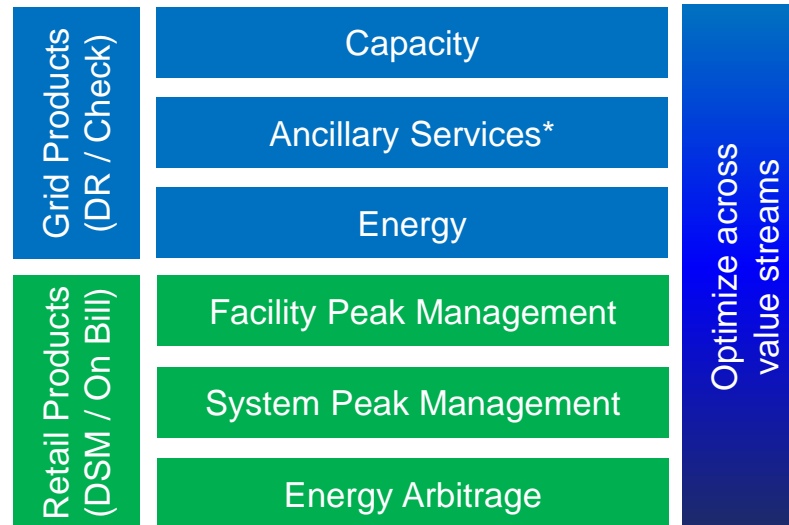 Grid Products
(DR / Check)
Capacity
Ancillary Services*
Energy
Retail Products
(DSM / On Bill)
Facility Peak Management
System Peak Management
Energy Arbitrage
Optimize across
value streams